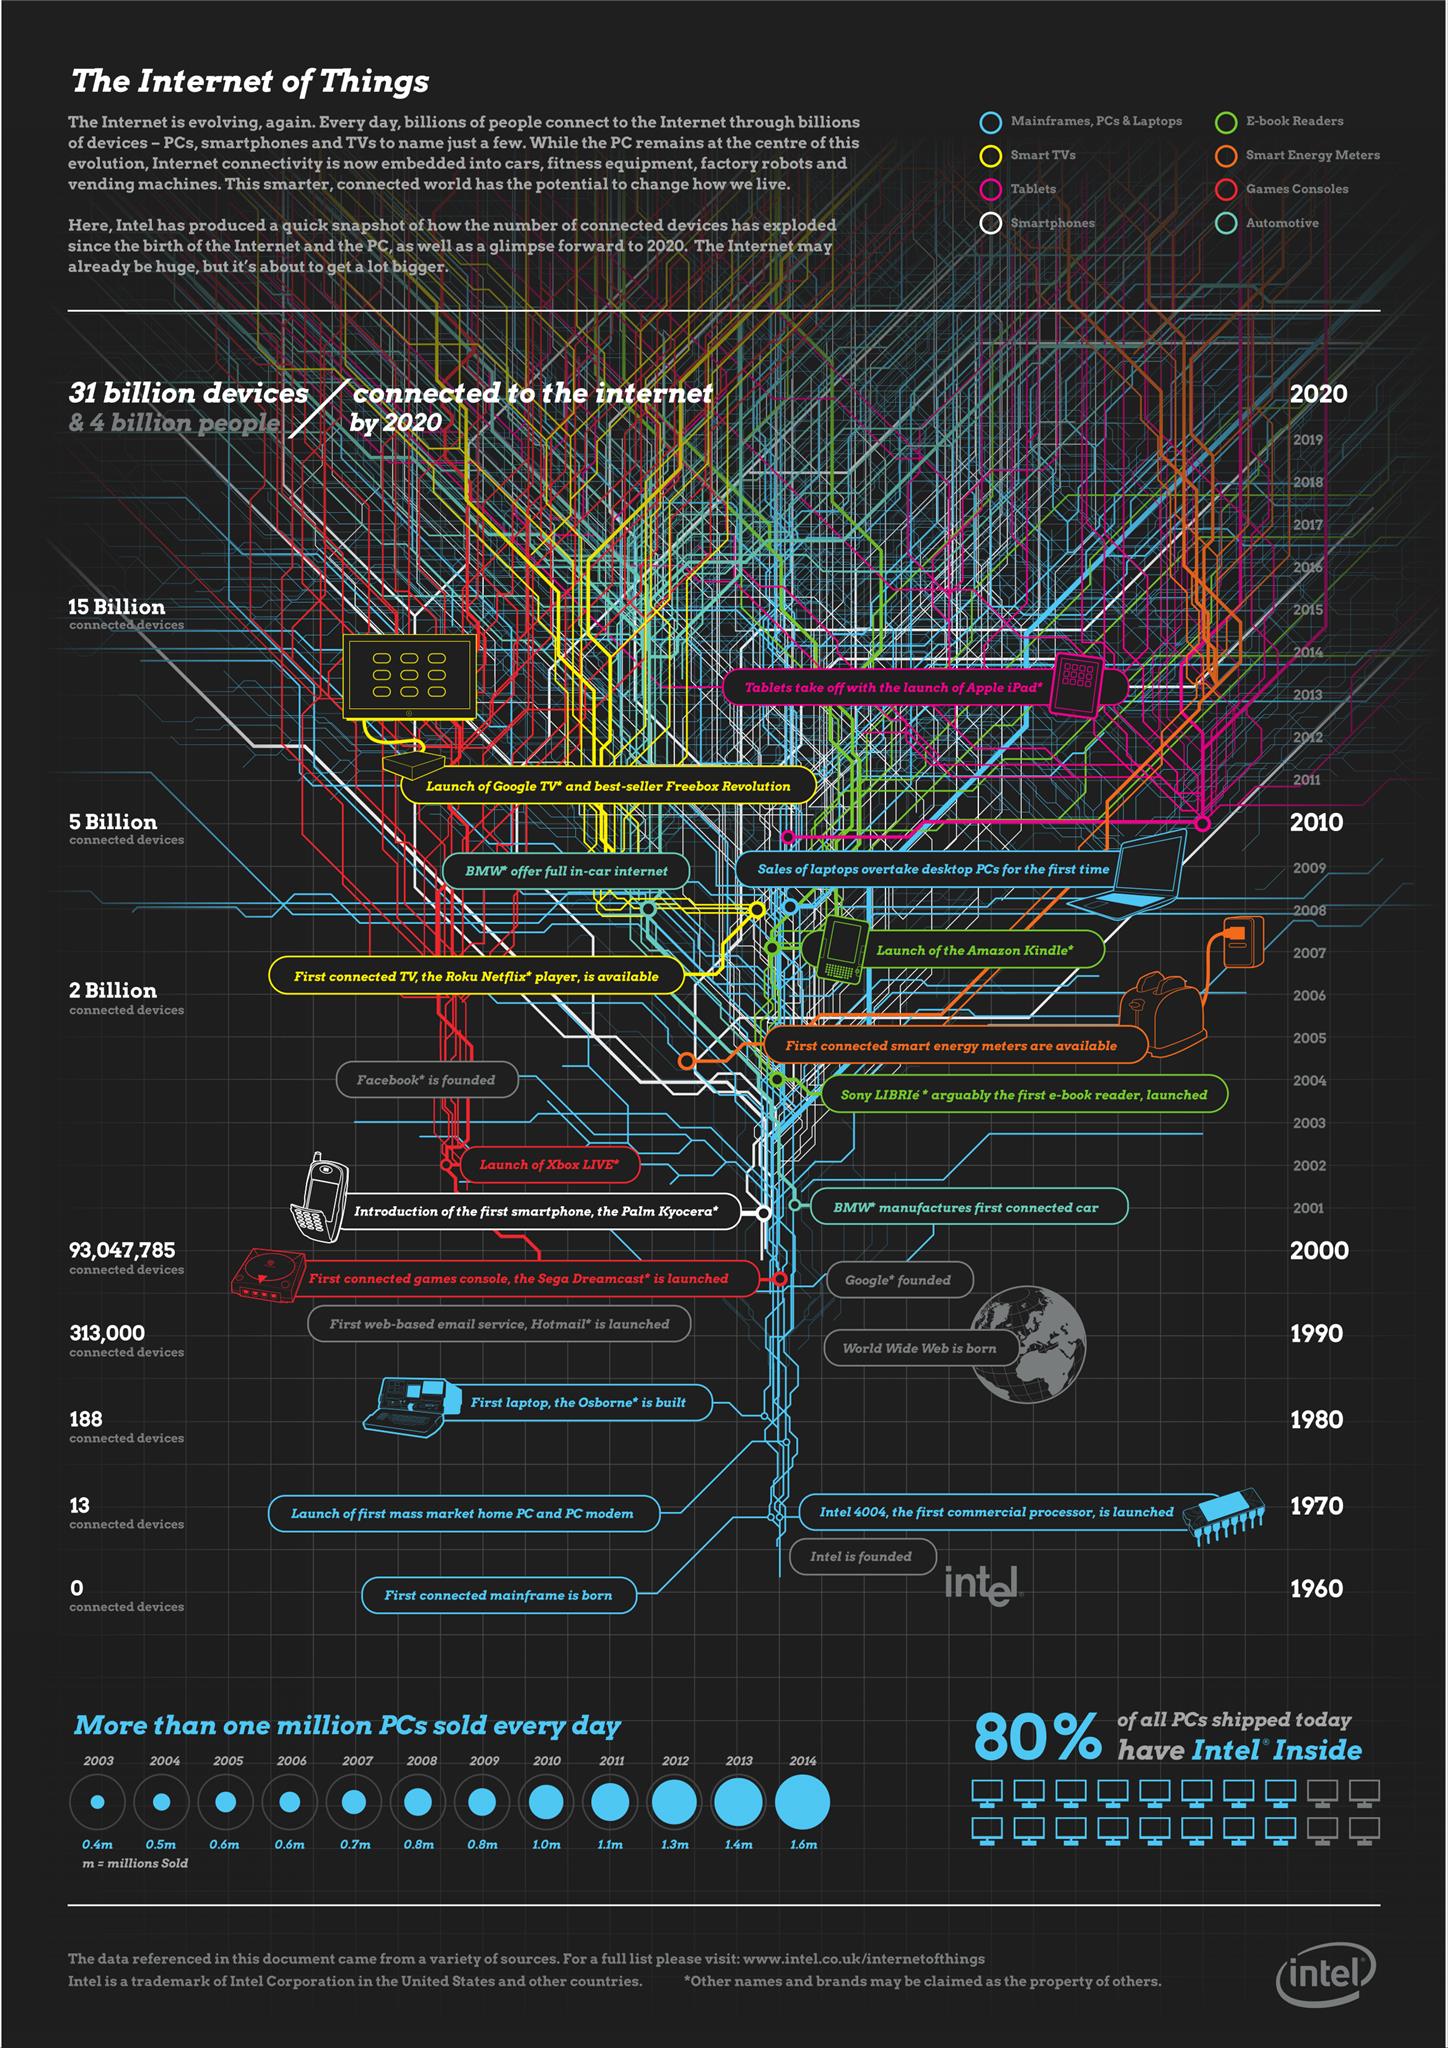 The Internet of Things
The Internet is evolving, again. Every day, billions of people connect to the Internet through billions
of devices – PCs, smartphones and TVs to name just a few. While the PC remains at the centre of this
evolution, Internet connectivity is now embedded into cars, fitness equipment, factory robots and
vending machines. This smarter, connected world has the potential to change how we live.
Here, Intel has produced a quick snapshot of how the number of connected devices has exploded
since the birth of the Internet and the PC, as well as a glimpse forward to 2020. The Internet may
already be huge, but it's about to get a lot bigger.
Mainframes, PCs & Laptops
Smart TVs
Tablets
Smartphones
E-book Readers
Smart Energy Meters
Games Consoles
Automotive
31 billion devices / connected to the internet
& 4 billion people by 2020
2020
2019
2018
2017
2016
15 Billion
connected devices
2015
2014
Tablets take off with the launch of Apple iPad*
2013
2012
Launch of Google TV* and best-seller Freebox Revolution
2011
5 Billion
connected devices
2010
BMW* offer full in-car internet
Sales of laptops overtake desktop PCs for the first time
2009
2008
Launch of the Amazon Kindle*
2007
First connected TV, the Roku Netflix* player, is available
2 Billion
connected devices
2006
First connected smart energy meters are available
2005
Facebook* is founded
2004
Sony LIBRIé * arguably the first e-book reader, launched
2003
Launch of Xbox LIVE*
2002
Introduction of the first smartphone, the Palm Kyocera*
BMW* manufactures first connected car
2001
93,047,785
connected devices
2000
First connected games console, the Sega Dreamcast* is launched
Google* founded
First web-based email service, Hotmail* is launched
313,000
connected devices
1990
World Wide Web is born
First laptop, the Osborne* is built
188
connected devices
1980
13
connected devices
1970
Launch of first mass market home PC and PC modem
Intel 4004, the first commercial processor, is launched
Intel is founded
intel
0
connected devices
1960
First connected mainframe is born
More than one million PCs sold every day
2003 2004 2005 2006 2007 2008 2009 2010 2011 2012 2013 2014
0.4m 0.5m 0.6m 0.6m 0.7m 0.8m 0.8m 1.0m 1.1m 1.3m 1.4m 1.6m
m = millions Sold
80% of all PCs shipped today
have Intel® Inside
The data referenced in this document came from a variety of sources. For a full list please visit: www.intel.co.uk/internetofthings
Intel is a trademark of Intel Corporation in the United States and other countries. *Other names and brands may be claimed as the property of others.
intel